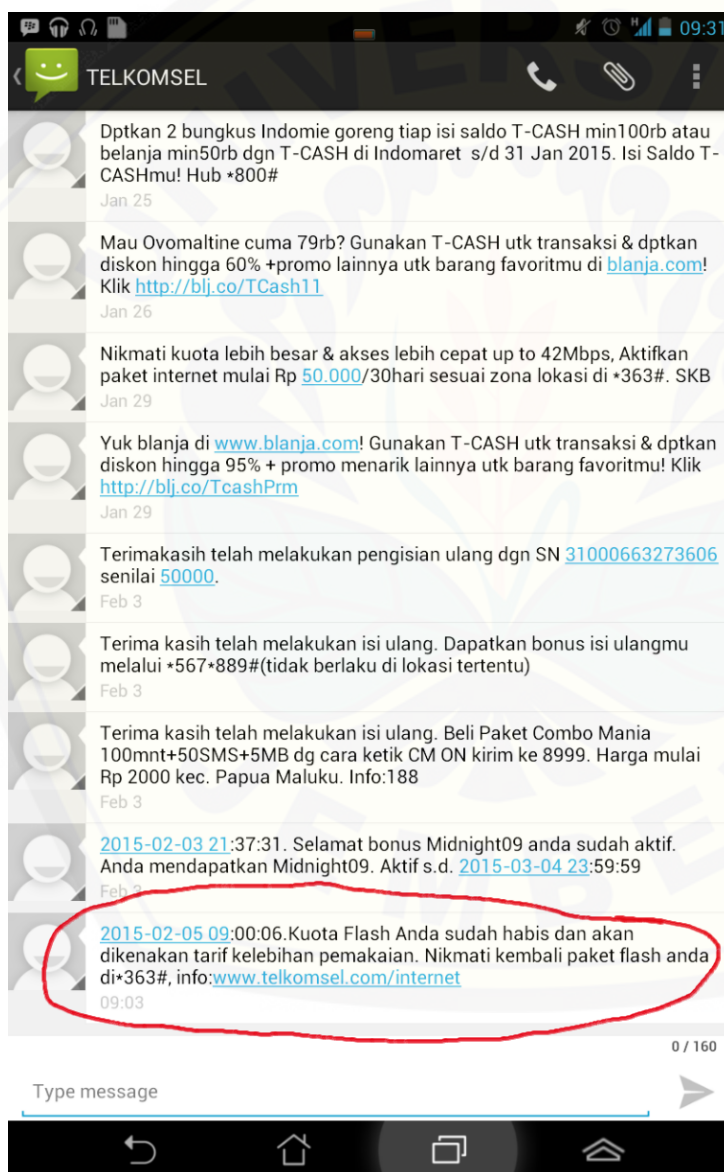 09:31
TELKOMSEL
Dptkan 2 bungkus Indomie goreng tiap isi saldo T-CASH min100rb atau
belanja min50rb dgn T-CASH di Indomaret  s/d 31 Jan 2015. Isi Saldo T-
CASHmu! Hub *800#
Jan 25
Mau Ovomaltine cuma 79rb? Gunakan T-CASH utk transaksi & dptkan
diskon hingga 60% +promo lainnya utk barang favoritmu di blanja.com!
Klik http://blj.co/TCash11
Jan 26
Nikmati kuota lebih besar & akses lebih cepat up to 42Mbps, Aktifkan
paket internet mulai Rp 50.000/30hari sesuai zona lokasi di *363#. SKB
Jan 29
Yuk blanja di www.blanja.com! Gunakan T-CASH utk transaksi & dptkan
diskon hingga 95% + promo menarik lainnya utk barang favoritmu! Klik
http://blj.co/TcashPrm
Jan 29
Terimakasih telah melakukan pengisian ulang dgn SN 31000663273606
senilai 50000.
Feb 3
Terima kasih telah melakukan isi ulang. Dapatkan bonus isi ulangmu
melalui *567*889#(tidak berlaku di lokasi tertentu)
Feb 3
Terima kasih telah melakukan isi ulang. Beli Paket Combo Mania
100mnt+50SMS+5MB dg cara ketik CM ON kirim ke 8999. Harga mulai
Rp 2000 kec. Papua Maluku. Info:188
Feb 3
2015-02-03 21:37:31. Selamat bonus Midnight09 anda sudah aktif.
Anda mendapatkan Midnight09. Aktif s.d. 2015-03-04 23:59:59
Feb 3
2015-02-05 09:00:06.Kuota Flash Anda sudah habis dan akan
dikenakan tarif kelebihan pemakaian. Nikmati kembali paket flash anda
di*363#, info:www.telkomsel.com/internet
09:03
0 / 160
Type message